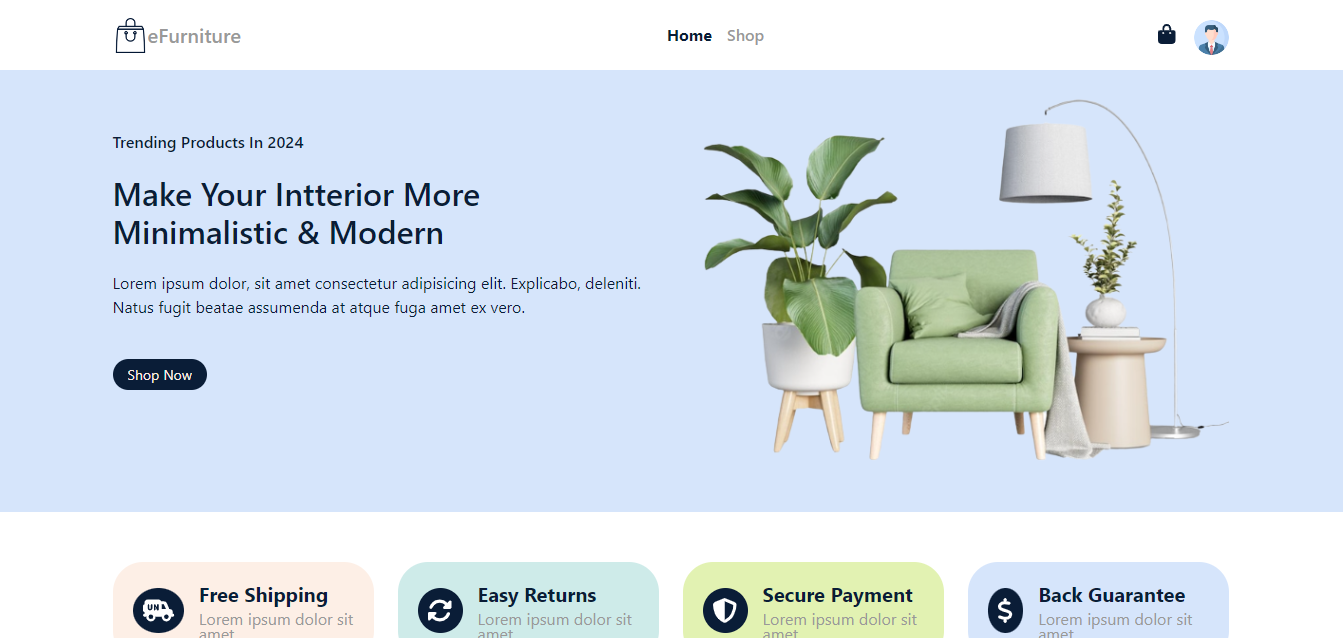 eFurniture
Home Shop
Trending Products In 2024
Make Your Intterior More
Minimalistic & Modern
Lorem ipsum dolor, sit amet consectetur adipisicing elit. Explicabo, deleniti.
Natus fugit beatae assumenda at atque fuga amet ex vero.
Shop Now
UN
Free Shipping
Lorem ipsum dolor sit
amet
Easy Returns
Lorem ipsum dolor sit
amet
Secure Payment
Lorem ipsum dolor sit
amet
Back Guarantee
Lorem ipsum dolor sit
amet